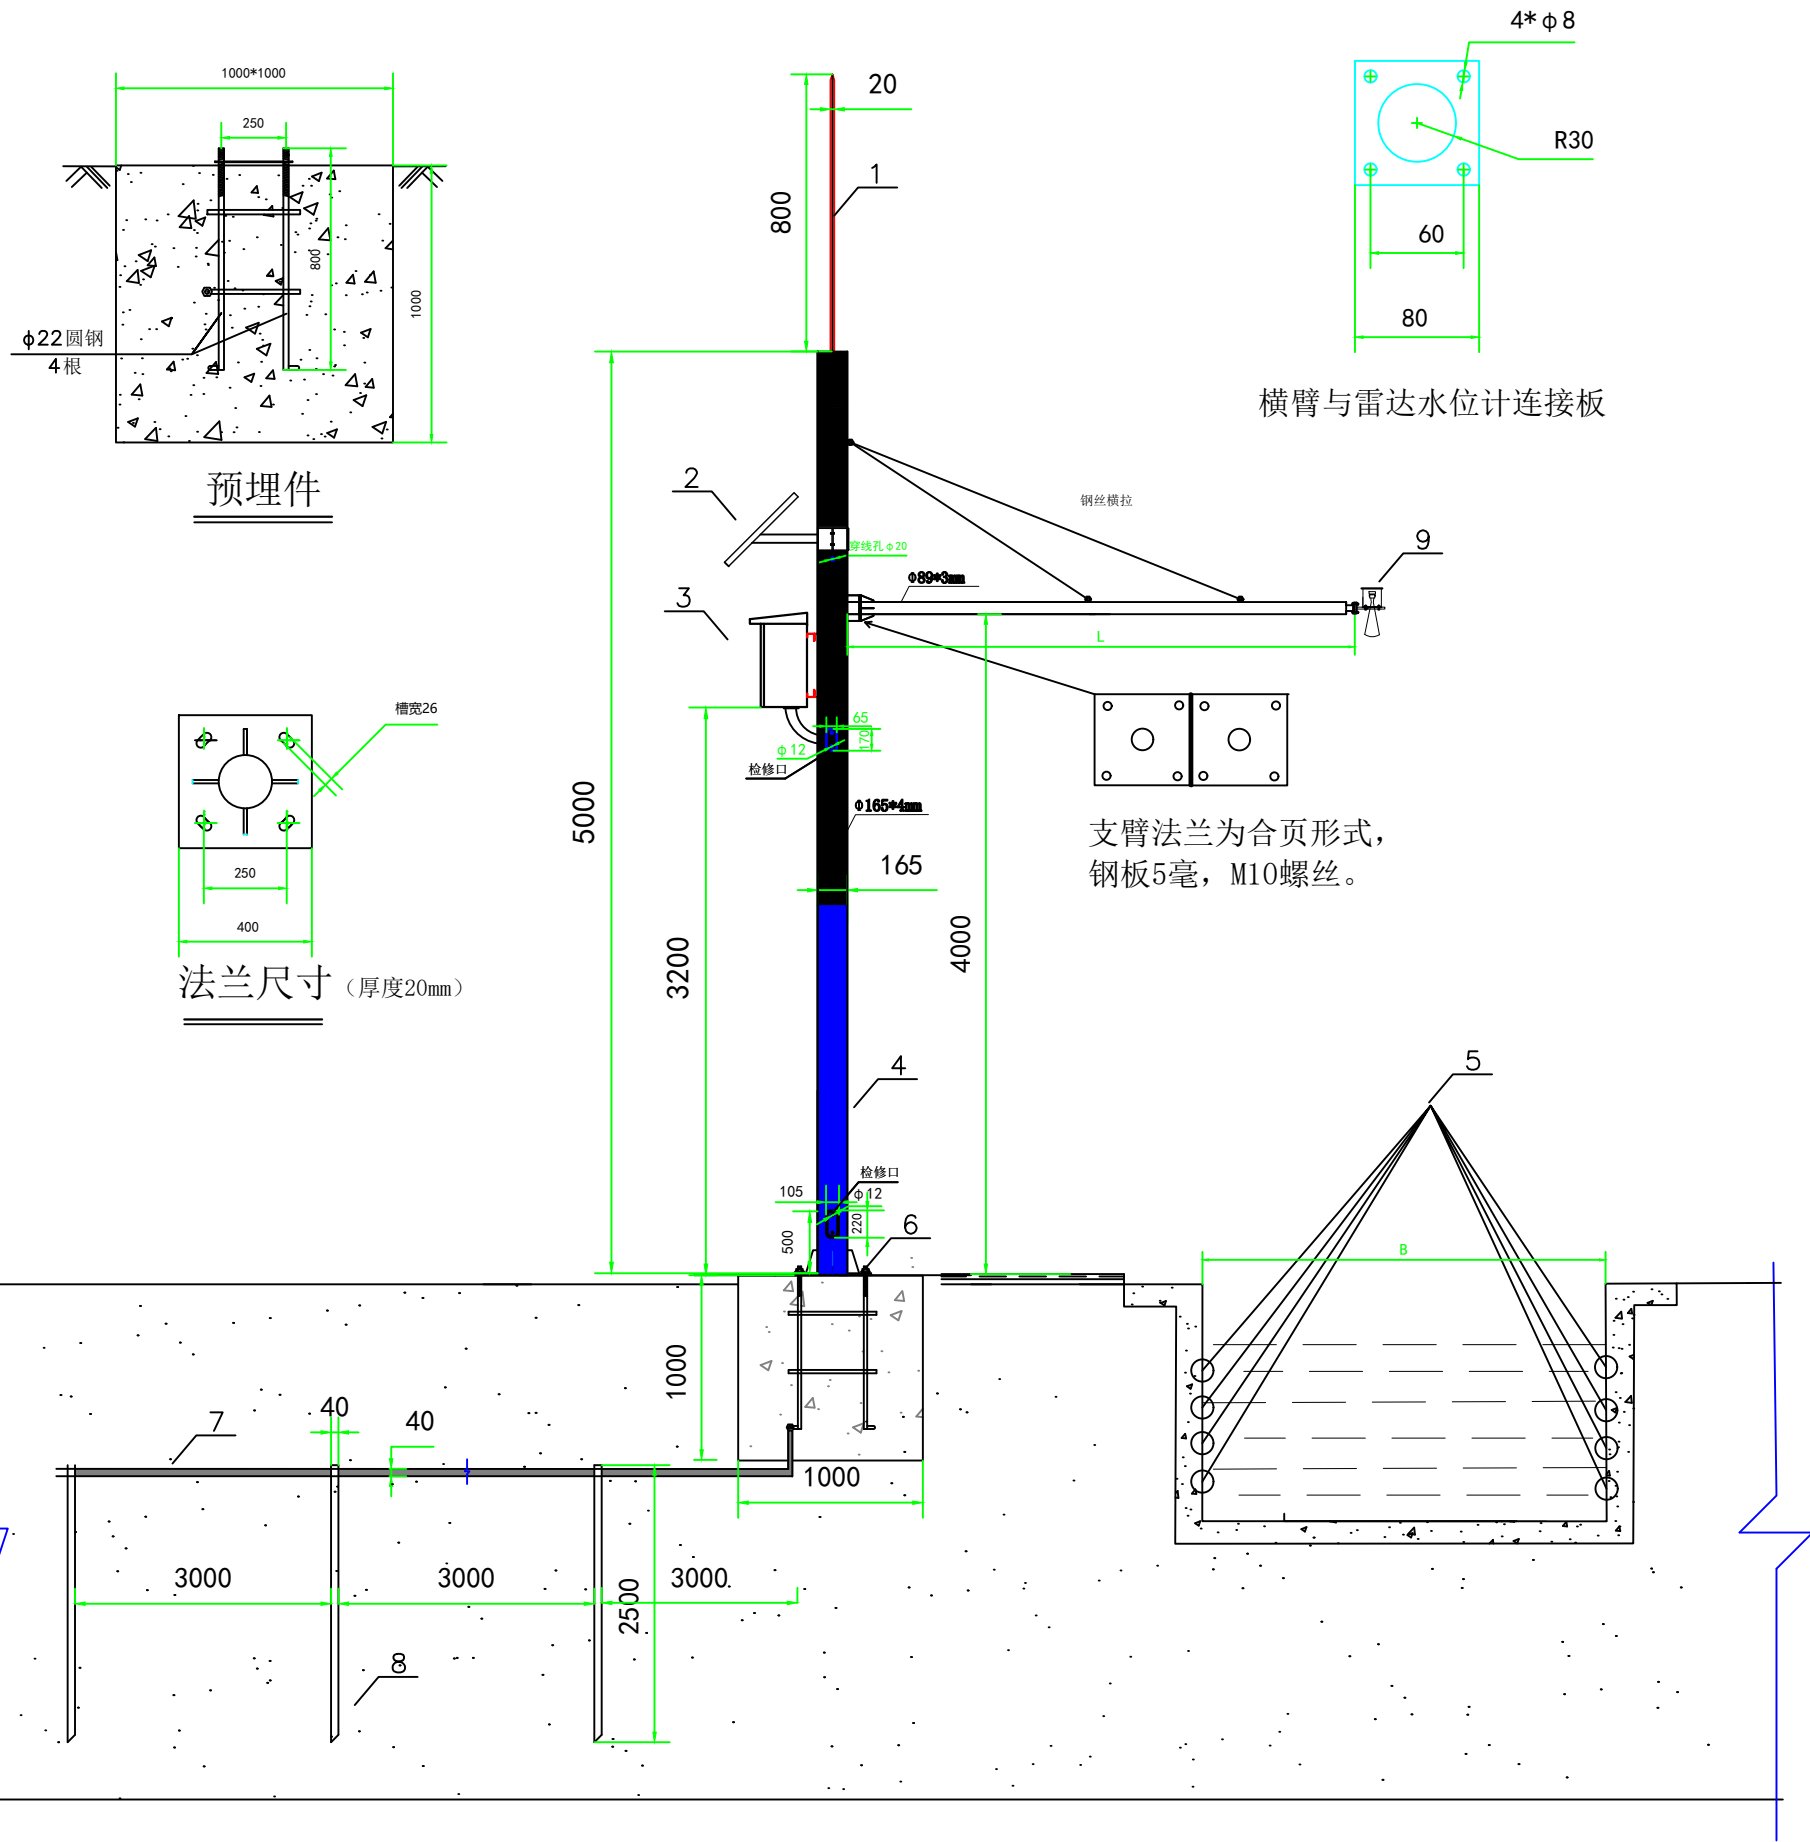 1000*1000
250
800
1000
φ22圆钢
4根
预埋件
槽宽26
250
400
法兰尺寸（厚度20mm）
20
800
1
2
3
穿线孔φ20
Φ89*3mm
钢丝横拉
9
L
65
170
φ12
检修口
Φ165*4mm
165
5000
3200
4000
4
检修口
105
φ12
220
500
6
4*φ8
R30
60
80
横臂与雷达水位计连接板
支臂法兰为合页形式，
钢板5毫，M10螺丝。
5
B
1000
1000
7
40
40
3000
3000
3000
2500
8